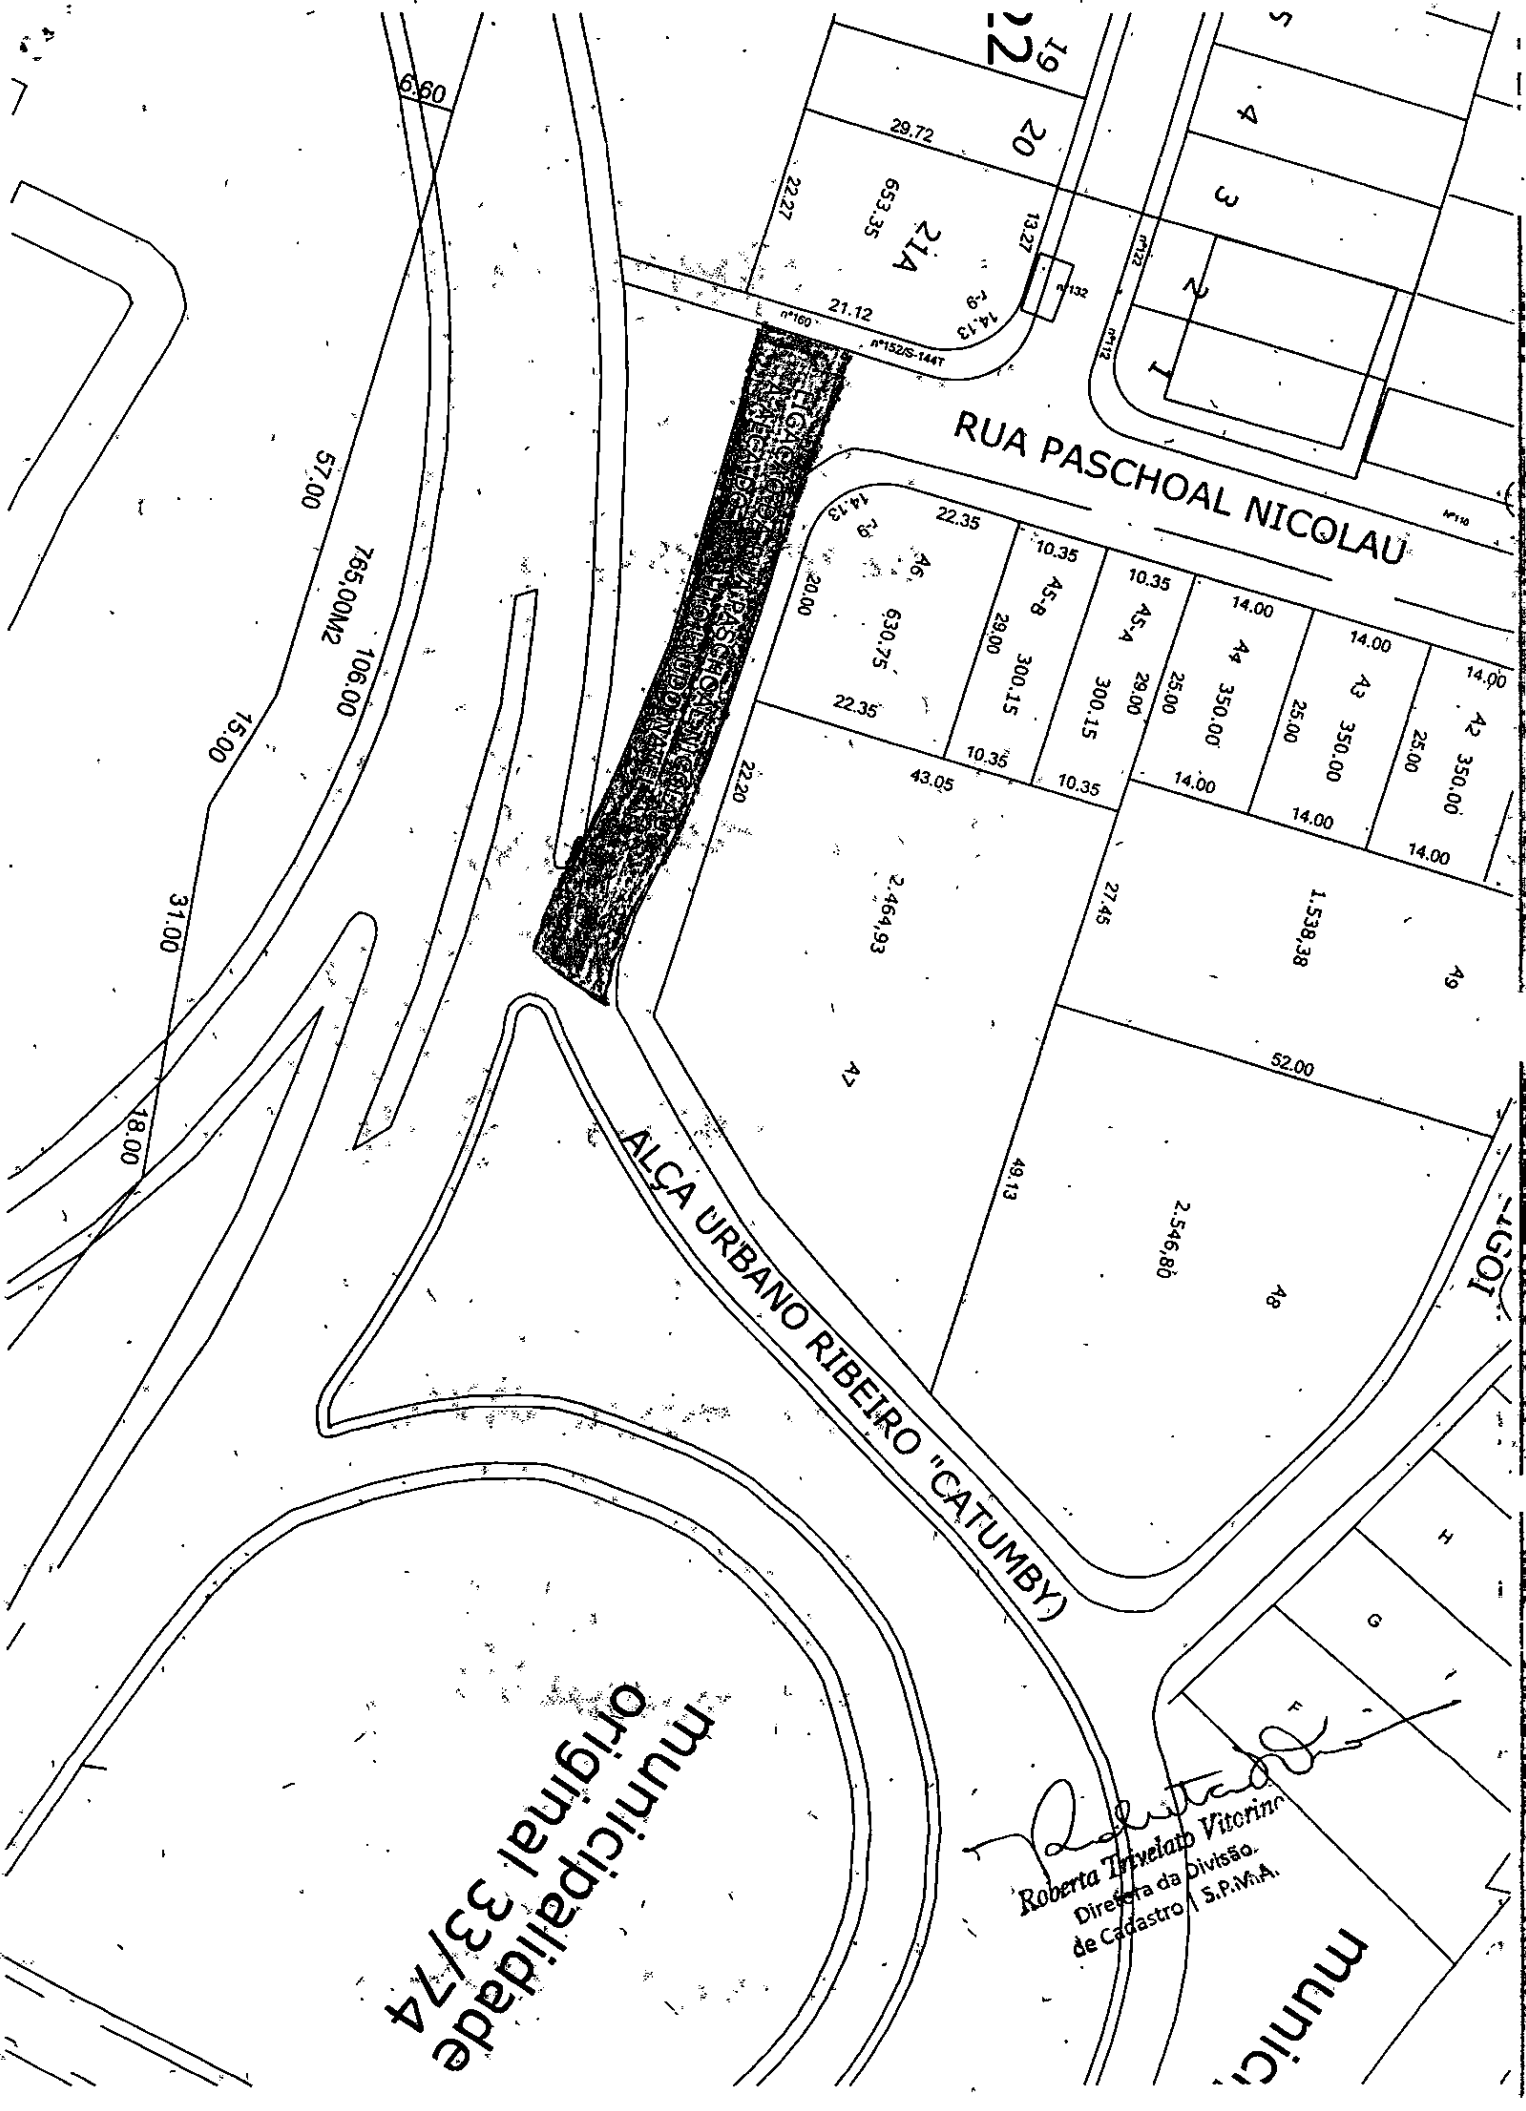 22
19
20
5
4
3
2
1
6.60
29.72
22.27
653.35
21A
13.27
r-9
14.13
21.12
nº132
nº122
nº112
nº160
nº152/S-144T
RUA PASCHOAL NICOLAU
Nº110
57.00
765,00M2
106.00
15.00
31.00
18.00
14.13
r-9
22.35
A6
630.75
20.00
22.35
22.20
10.35
A5-B
29.00
300.15
10.35
10.35
A5-A
29.00
300.15
10.35
14.00
A4
25.00
350.00
14.00
14.00
A3
25.00
350.00
14.00
14.00
A2
25.00
350.00
14.00
43.05
2.464,93
A7
27.45
1.538,38
A9
52.00
49.13
2.546,80
A8
ALÇA URBANO RIBEIRO "CATUMBY)
H
G
F
municipalidade
original 33/74
Roberta Trivelato Vitorino
Diretora da Divisão
de Cadastro | S.P.M.A.
munici